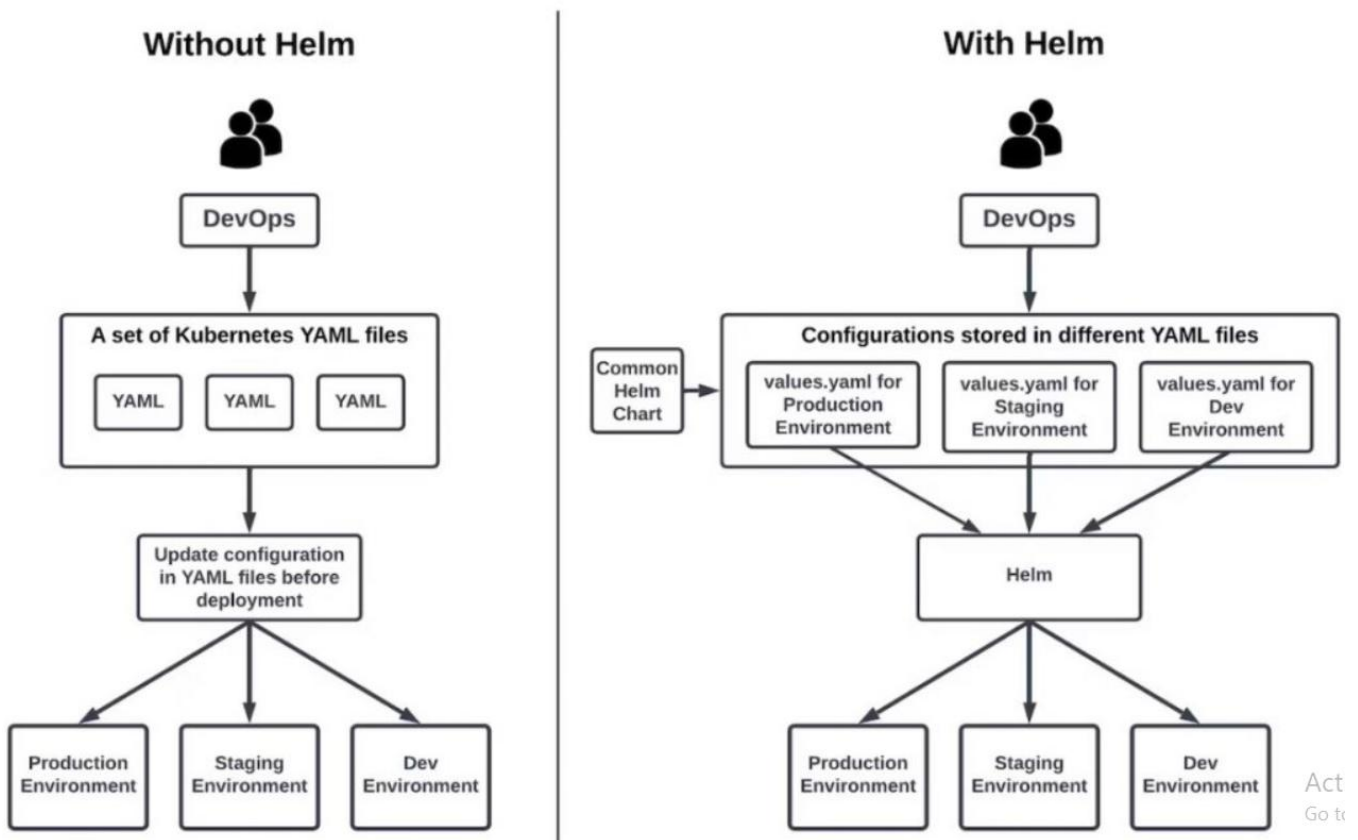 Without Helm
DevOps
A set of Kubernetes YAML files
YAML
YAML
YAML
Update configuration
in YAML files before
deployment
Production
Environment
Staging
Environment
Dev
Environment
With Helm
DevOps
Common
Helm
Chart
Configurations stored in different YAML files
values.yaml for
Production
Environment
values.yaml for
Staging
Environment
values.yaml for
Dev
Environment
Helm
Production
Environment
Staging
Environment
Dev
Environment
Act
Go to